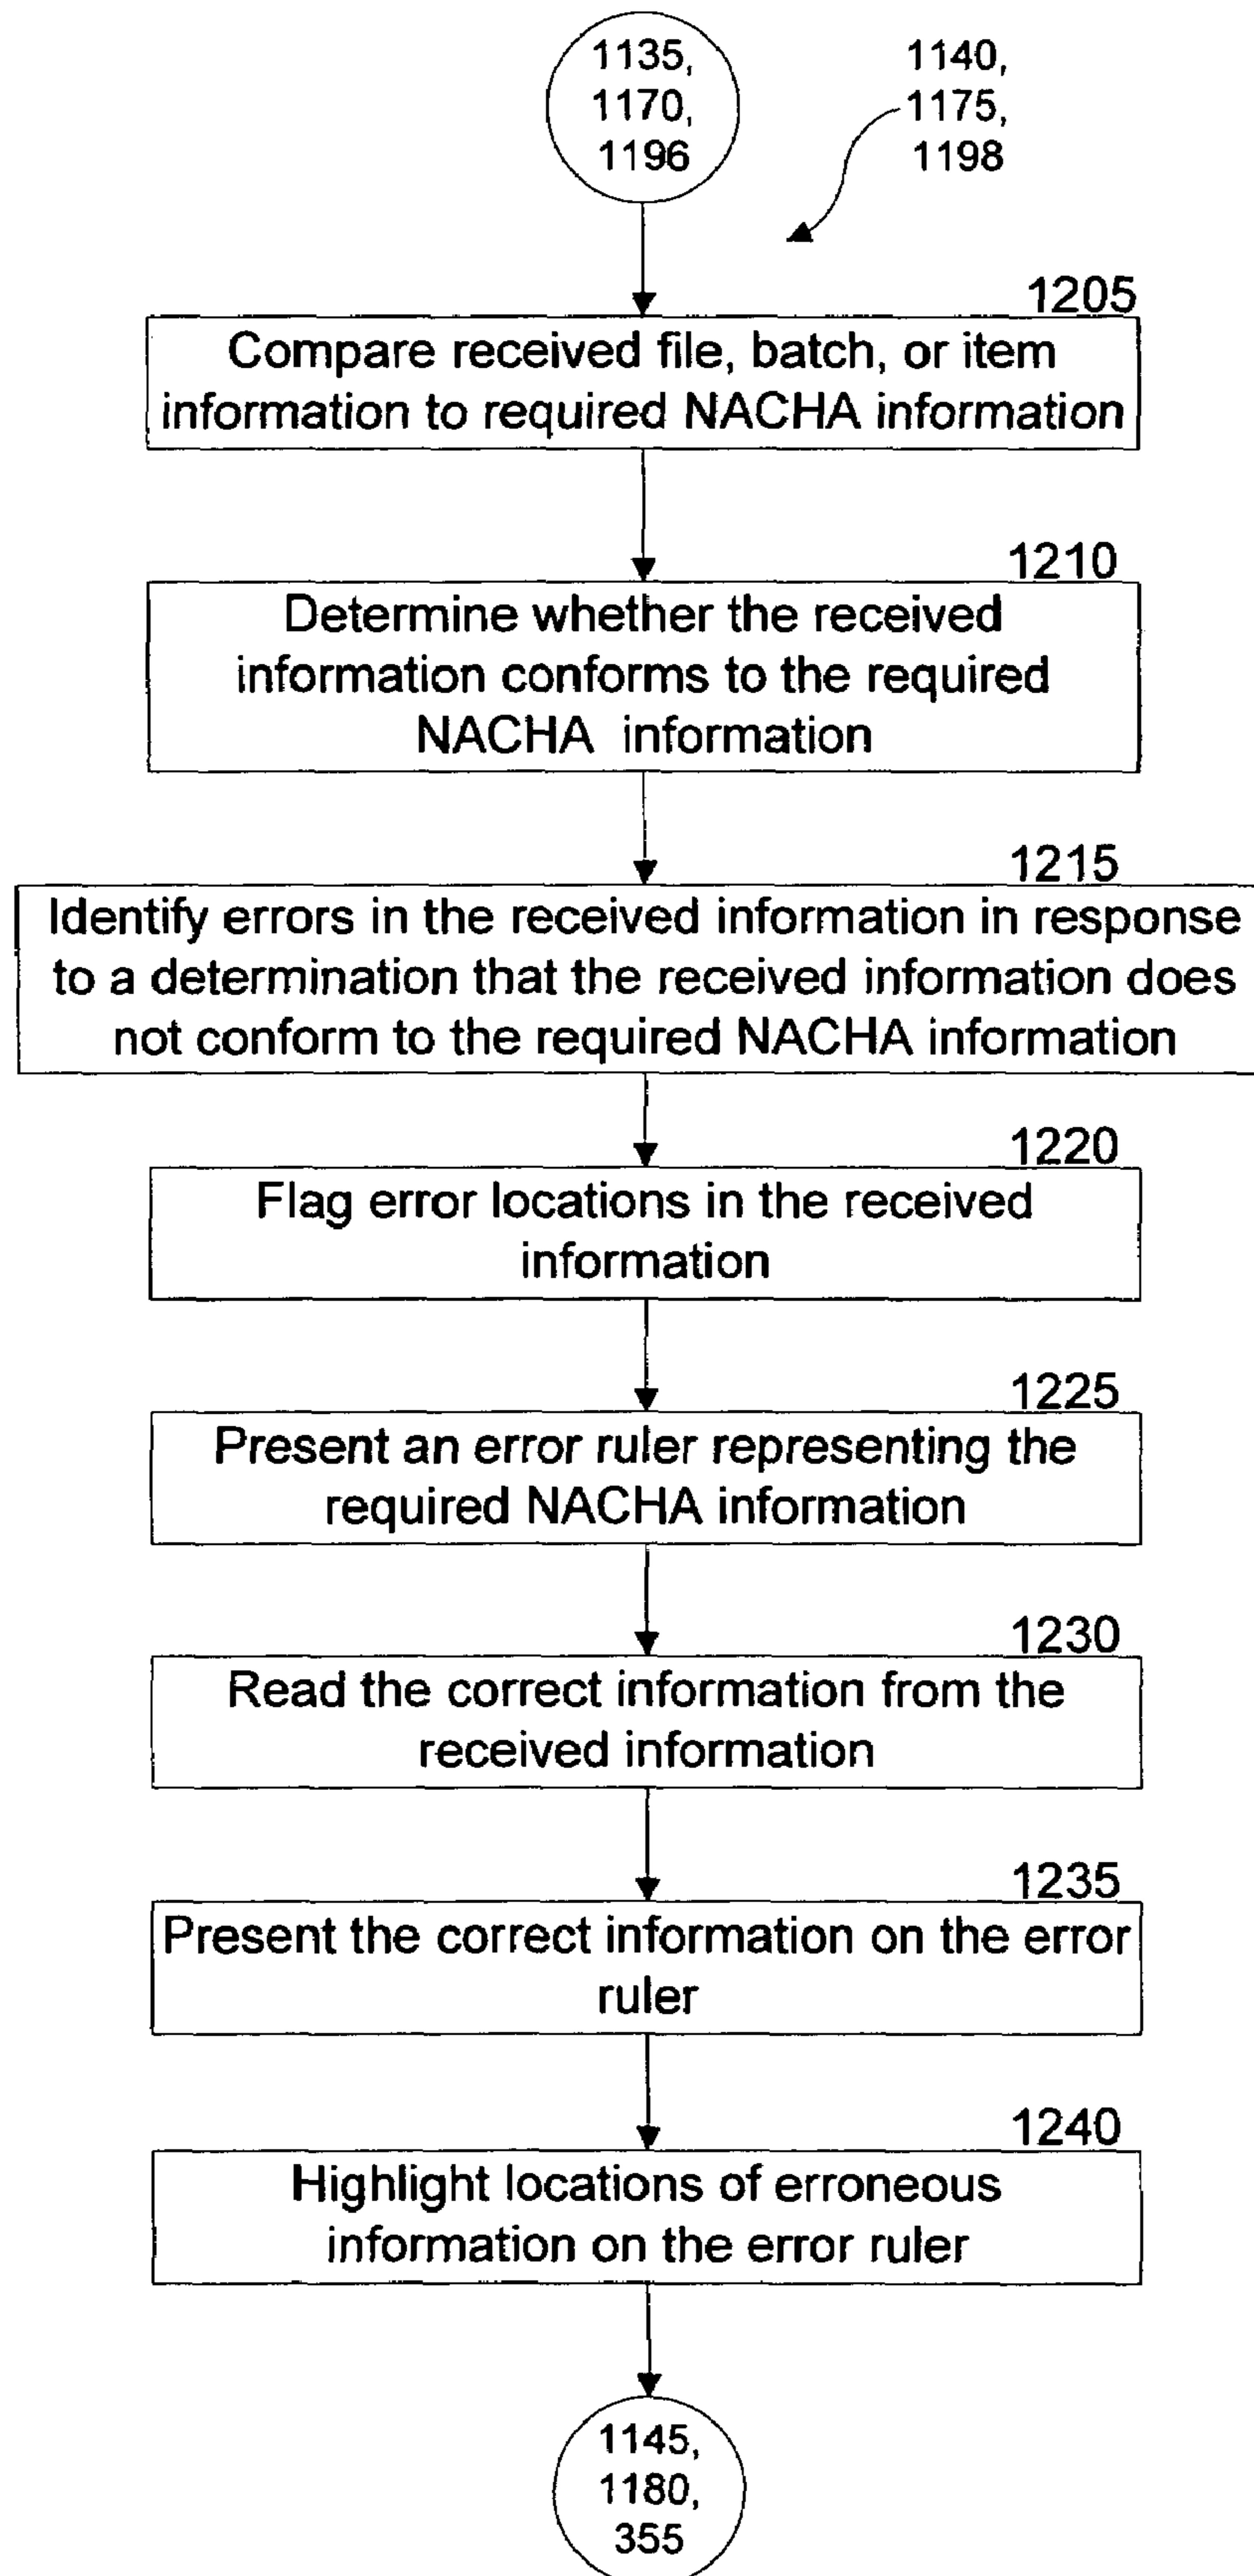 1135,
1170,
1196
1140,
1175,
1198
1205
Compare received file, batch, or item
information to required NACHA information
1210
Determine whether the received
information conforms to the required
NACHA information
1215
Identify errors in the received information in response
to a determination that the received information does
not conform to the required NACHA information
1220
Flag error locations in the received
information
1225
Present an error ruler representing the
required NACHA information
1230
Read the correct information from the
received information
1235
Present the correct information on the error
ruler
1240
Highlight locations of erroneous
information on the error ruler
1145,
1180,
355